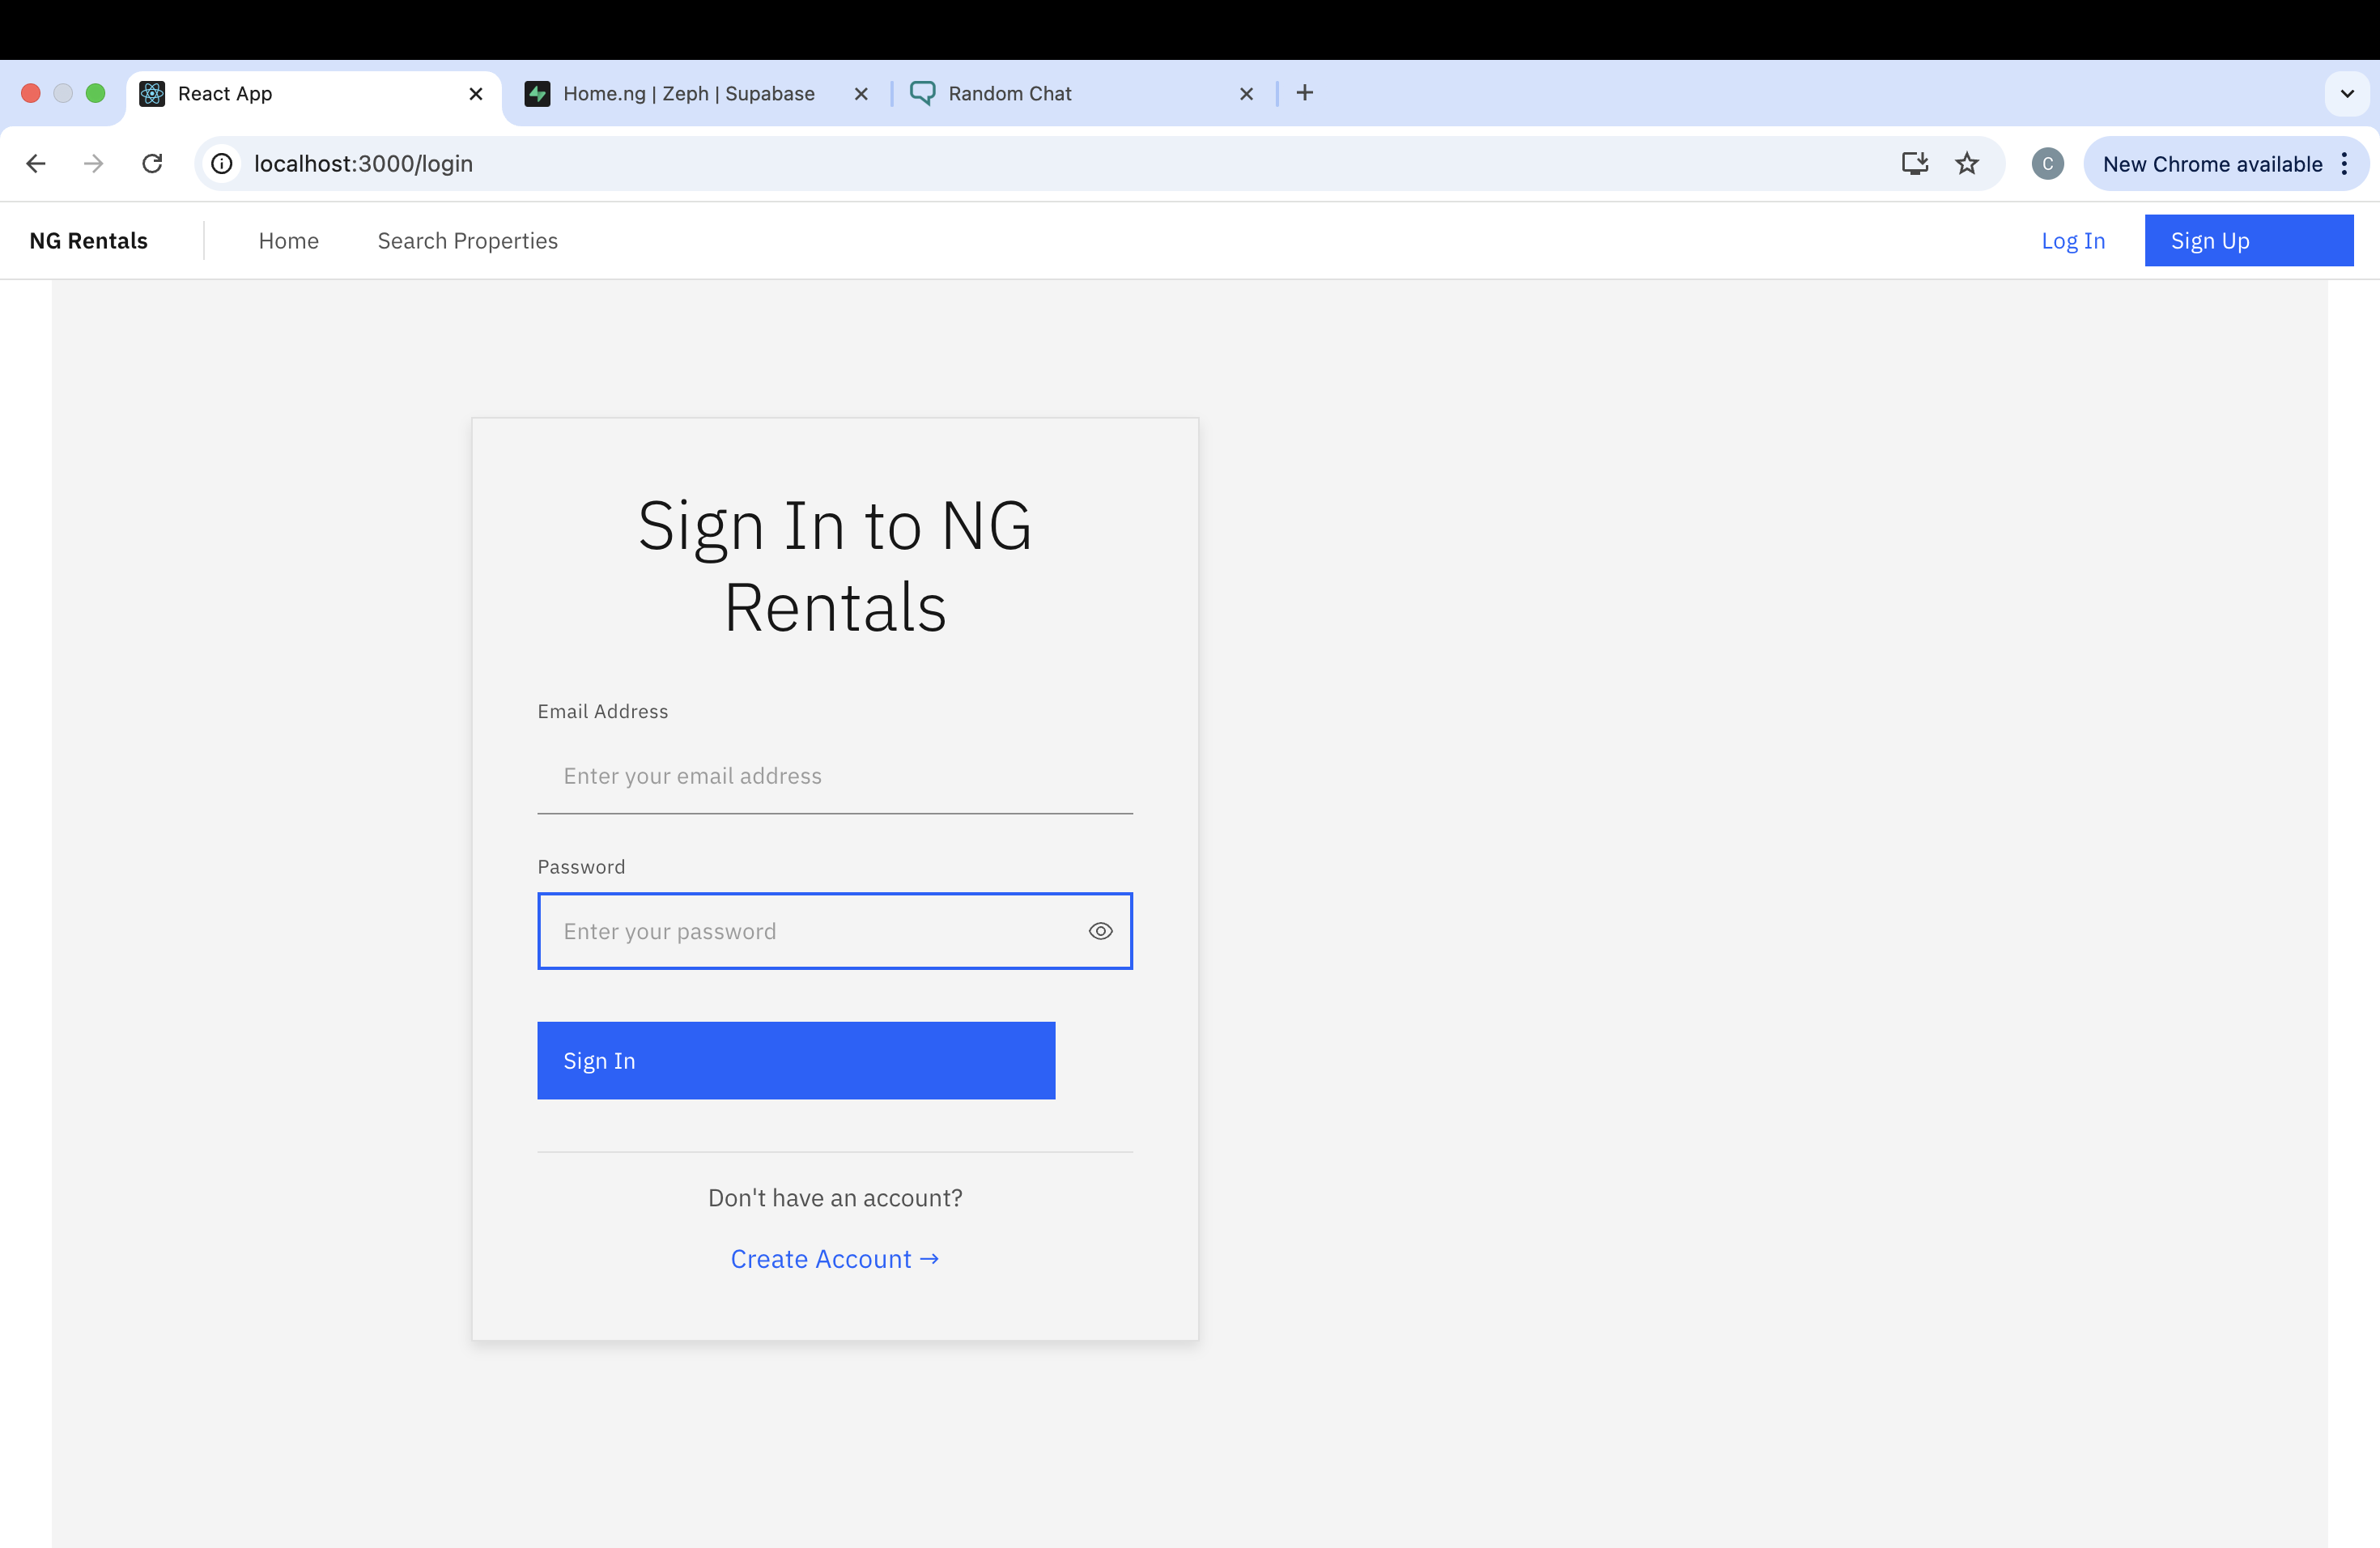 React App
Home.ng | Zeph | Supabase
Random Chat
localhost:3000/login
C
New Chrome available
NG Rentals
Home
Search Properties
Log In
Sign Up
Sign In to NG
Rentals
Email Address
Enter your email address
Password
Enter your password
Sign In
Don't have an account?
Create Account →